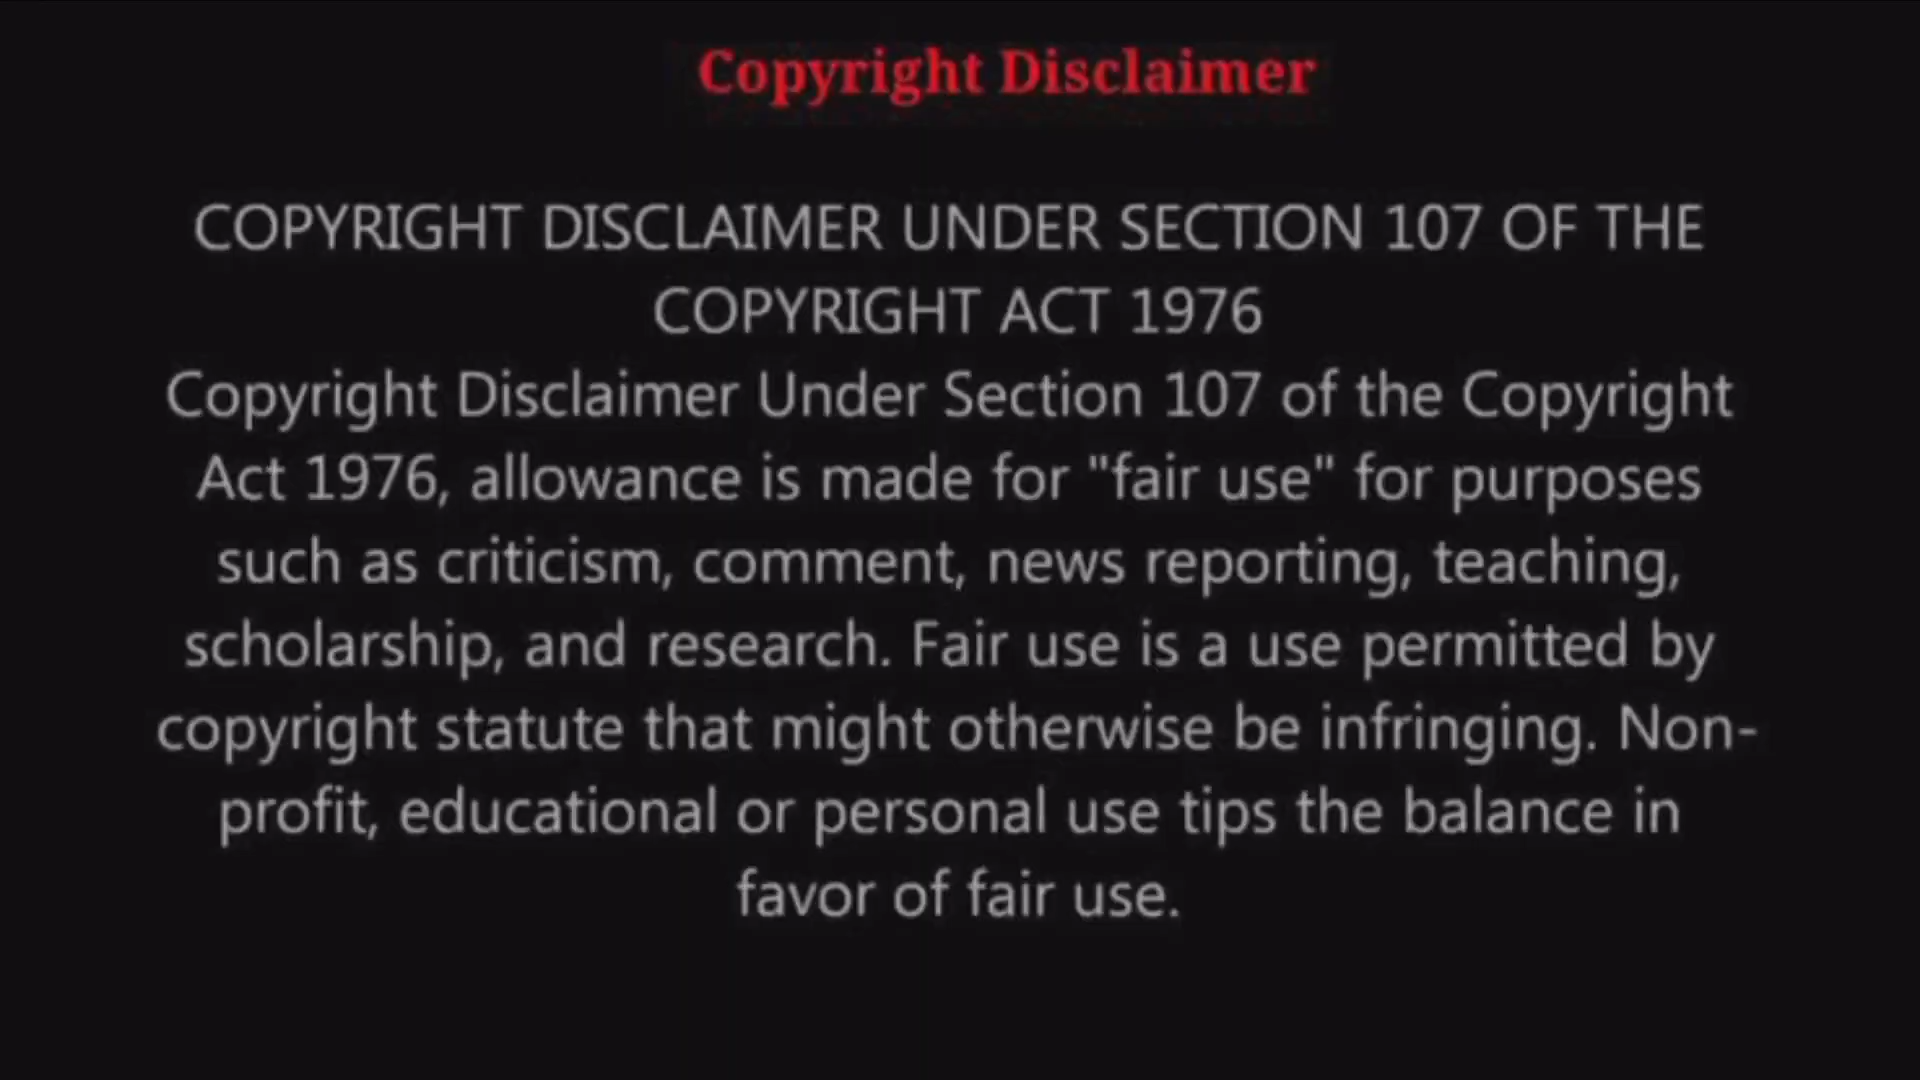 Copyright Disclaimer
COPYRIGHT DISCLAIMER UNDER SECTION 107 OF THE
COPYRIGHT ACT 1976
Copyright Disclaimer Under Section 107 of the Copyright
Act 1976, allowance is made for "fair use" for purposes
such as criticism, comment, news reporting, teaching,
scholarship, and research. Fair use is a use permitted by
copyright statute that might otherwise be infringing. Non-
profit, educational or personal use tips the balance in
favor of fair use.